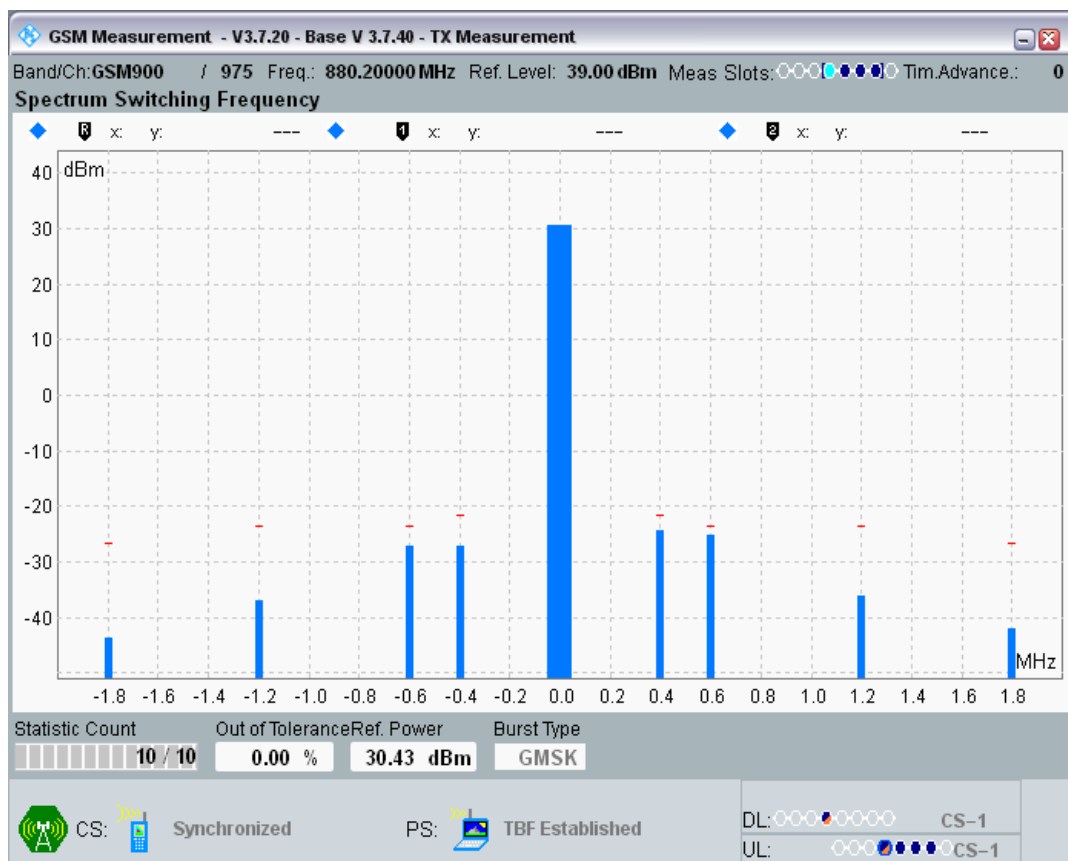 GSM Measurement - V3.7.20 - Base V 3.7.40 - TX Measurement
Band/Ch:GSM900 / 975 Freq.: 880.20000 MHz Ref. Level: 39.00 dBm Meas Slots: Tim.Advance.: 0
Spectrum Switching Frequency
R x: y: --- 1 x: y: --- 2 x: y: ---
dBm
40
30
20
10
0
-10
-20
-30
-40
MHz
-1.8 -1.6 -1.4 -1.2 -1.0 -0.8 -0.6 -0.4 -0.2 0.0 0.2 0.4 0.6 0.8 1.0 1.2 1.4 1.6 1.8
Statistic Count Out of Tolerance Ref. Power Burst Type
10 / 10 0.00 % 30.43 dBm GMSK
CS: Synchronized PS: TBF Established DL: CS-1
UL: CS-1